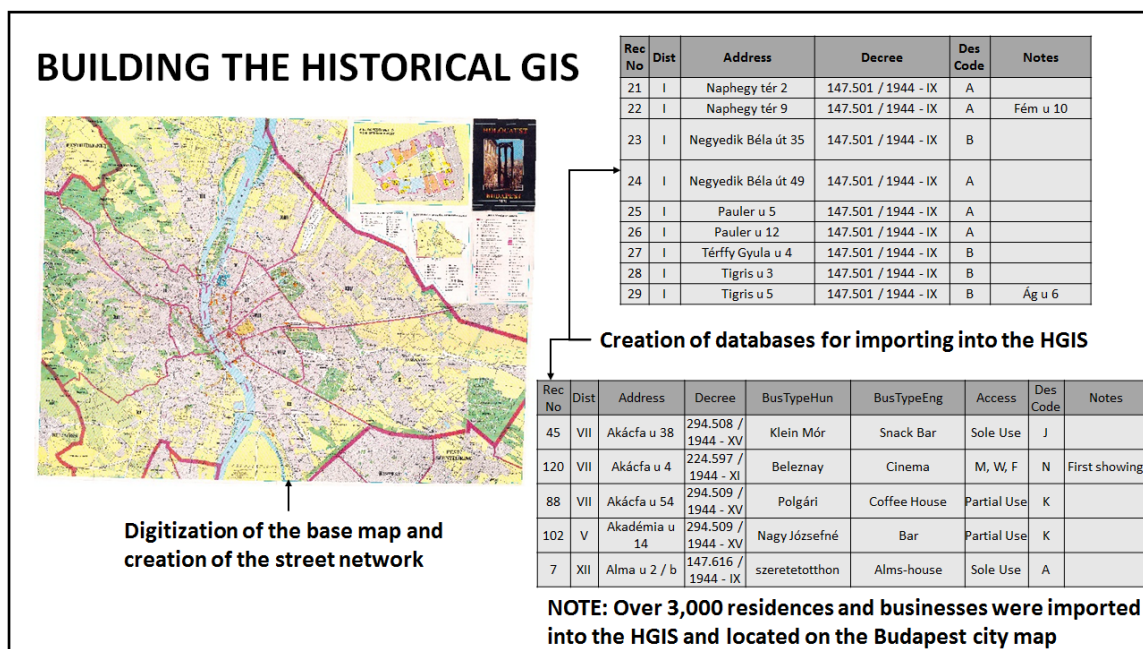 BUILDING THE HISTORICAL GIS
HOLOCAUST
BUDAPEST
Rec No Dist Address Decree Des Code Notes
21 I Naphegy tér 2 147.501 / 1944 - IX A
22 I Naphegy tér 9 147.501 / 1944 - IX A Fém u 10
23 I Negyedik Béla út 35 147.501 / 1944 - IX B
24 I Negyedik Béla út 49 147.501 / 1944 - IX A
25 I Pauler u 5 147.501 / 1944 - IX A
26 I Pauler u 12 147.501 / 1944 - IX A
27 I Térffy Gyula u 4 147.501 / 1944 - IX B
28 I Tigris u 3 147.501 / 1944 - IX B
29 I Tigris u 5 147.501 / 1944 - IX B Ág u 6
Creation of databases for importing into the HGIS
Rec No Dist Address Decree BusTypeHun BusTypeEng Access Des Code Notes
45 VII Akácfa u 38 294.508 / 1944 - XV Klein Mór Snack Bar Sole Use J
120 VII Akácfa u 4 224.597 / 1944 - XI Beleznay Cinema M, W, F N First showing
88 VII Akácfa u 54 294.509 / 1944 - XV Polgári Coffee House Partial Use K
102 V Akadémia u 14 294.509 / 1944 - XV Nagy Józsefné Bar Partial Use K
7 XII Alma u 2 / b 147.616 / 1944 - IX szeretetotthon Alms-house Sole Use A
Digitization of the base map and
creation of the street network
NOTE: Over 3,000 residences and businesses were imported
into the HGIS and located on the Budapest city map